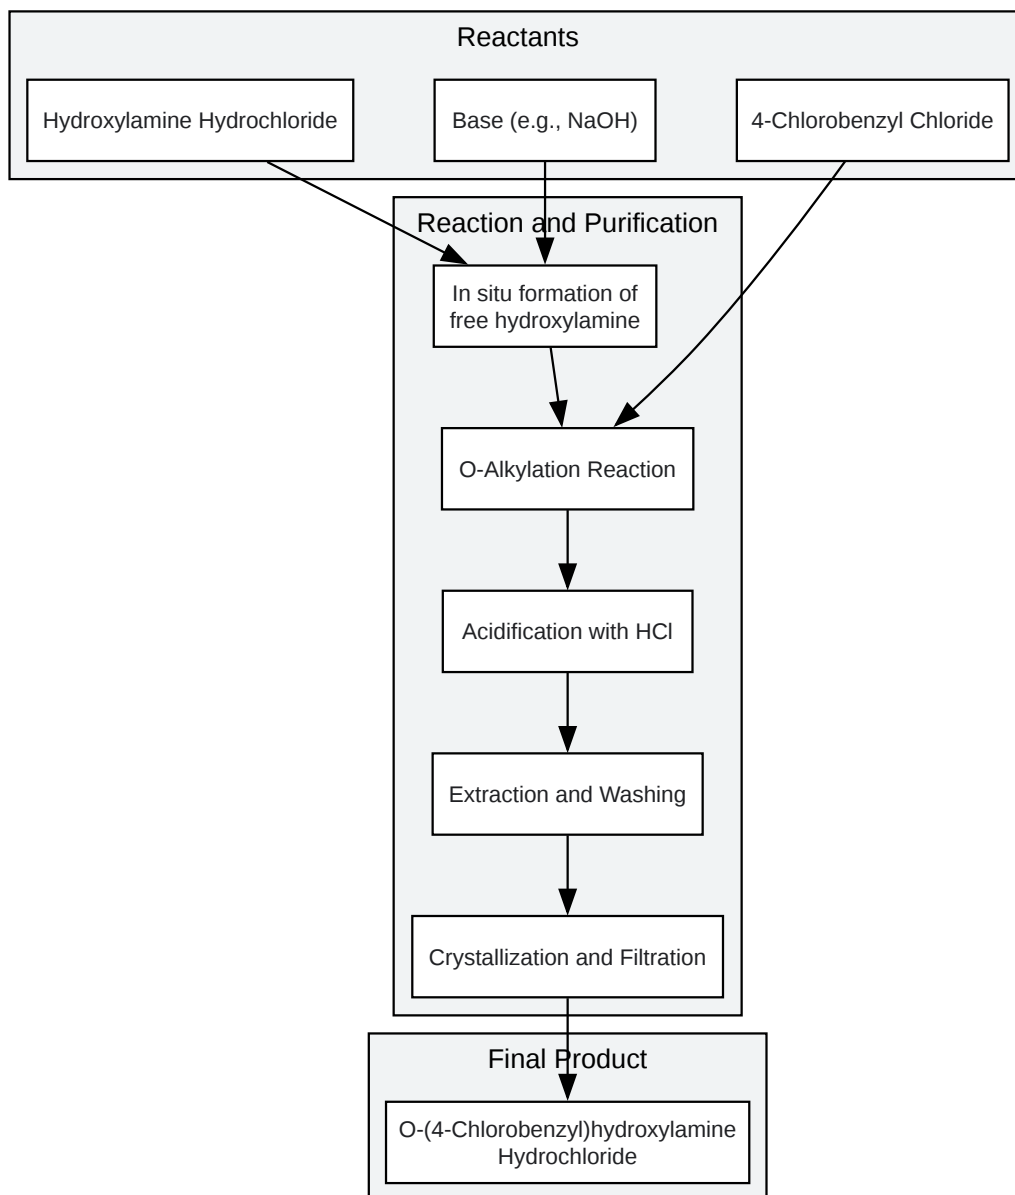 Reactants
Hydroxylamine Hydrochloride
Base (e.g., NaOH)
4-Chlorobenzyl Chloride
Reaction and Purification
In situ formation of
free hydroxylamine
O-Alkylation Reaction
Acidification with HCl
Extraction and Washing
Crystallization and Filtration
Final Product
O-(4-Chlorobenzyl)hydroxylamine
Hydrochloride